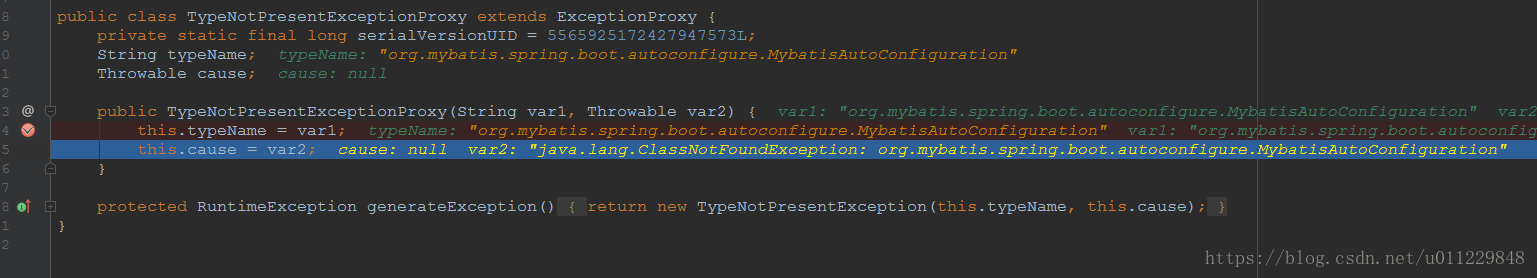 8 public class TypeNotPresentExceptionProxy extends ExceptionProxy {
9 private static final long serialVersionUID = 5565925172427947573L;
0 String typeName; typeName: "org.mybatis.spring.boot.autoconfigure.MybatisAutoConfiguration"
1 Throwable cause; cause: null
2
3 @ public TypeNotPresentExceptionProxy(String var1, Throwable var2) { var1: "org.mybatis.spring.boot.autoconfigure.MybatisAutoConfiguration" var2
4 this.typeName = var1; typeName: "org.mybatis.spring.boot.autoconfigure.MybatisAutoConfiguration" var1: "org.mybatis.spring.boot.autoconfig
5 this.cause = var2; cause: null var2: "java.lang.ClassNotFoundException: org.mybatis.spring.boot.autoconfigure.MybatisAutoConfiguration"
6 }
7
8 protected RuntimeException generateException() { return new TypeNotPresentException(this.typeName, this.cause); }
1 }
2
https://blog.csdn.net/u011229848